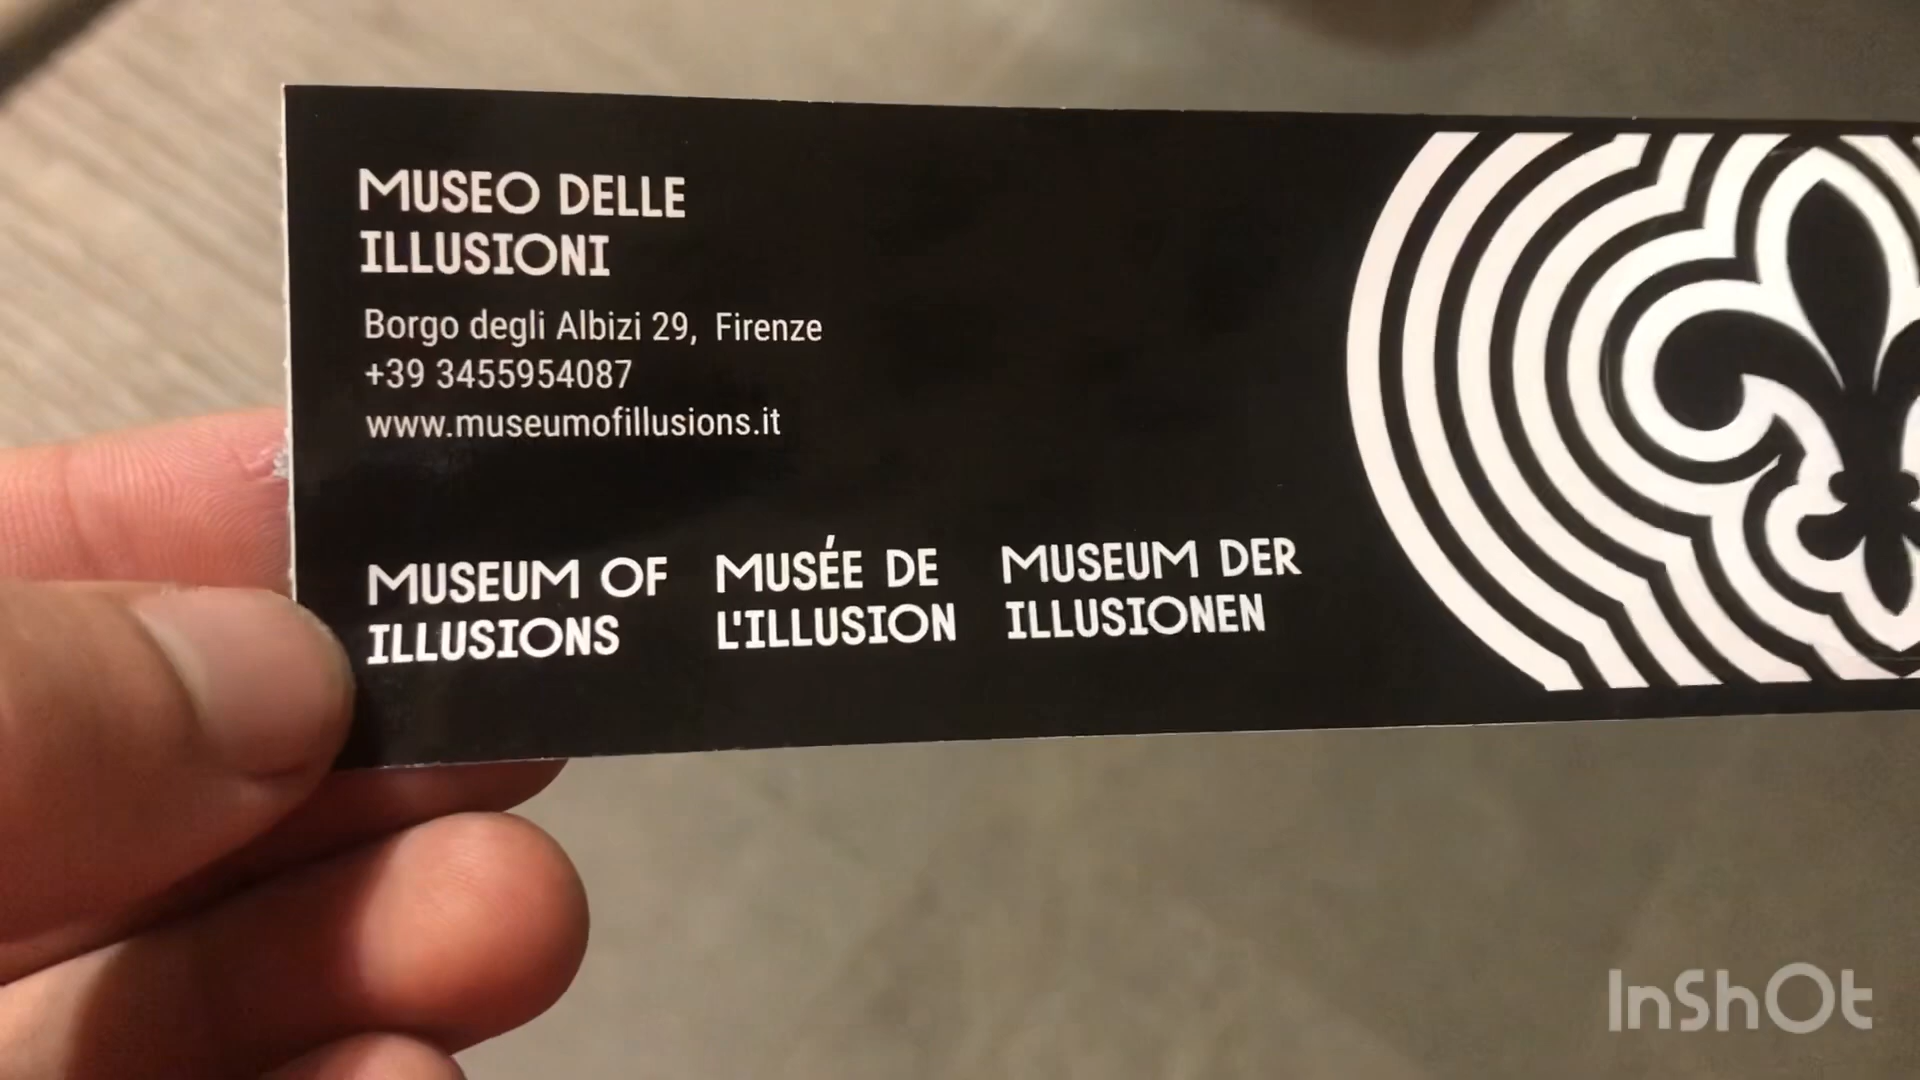 MUSEO DELLE
ILLUSIONI
Borgo degli Albizi 29, Firenze
+39 3455954087
www.museumofillusions.it
MUSEUM OF
ILLUSIONS
MUSÉE DE
L'ILLUSION
MUSEUM DER
ILLUSIONEN
InShOt